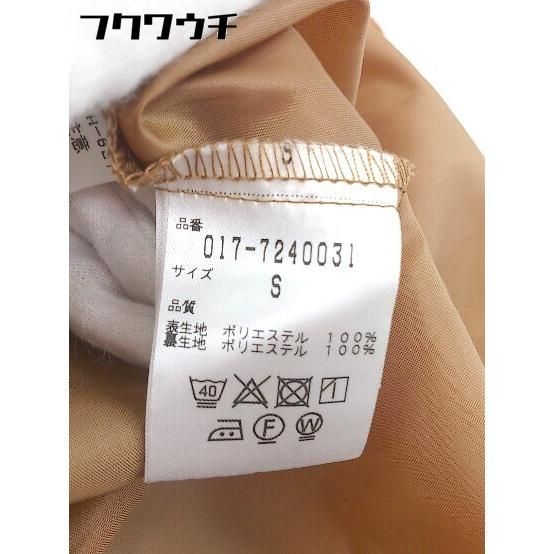 フクワウチ
品番
017-7240031
サイズ
S
品質
表生地 ポリエステル 100%
裏生地 ポリエステル 100%
40
F
W